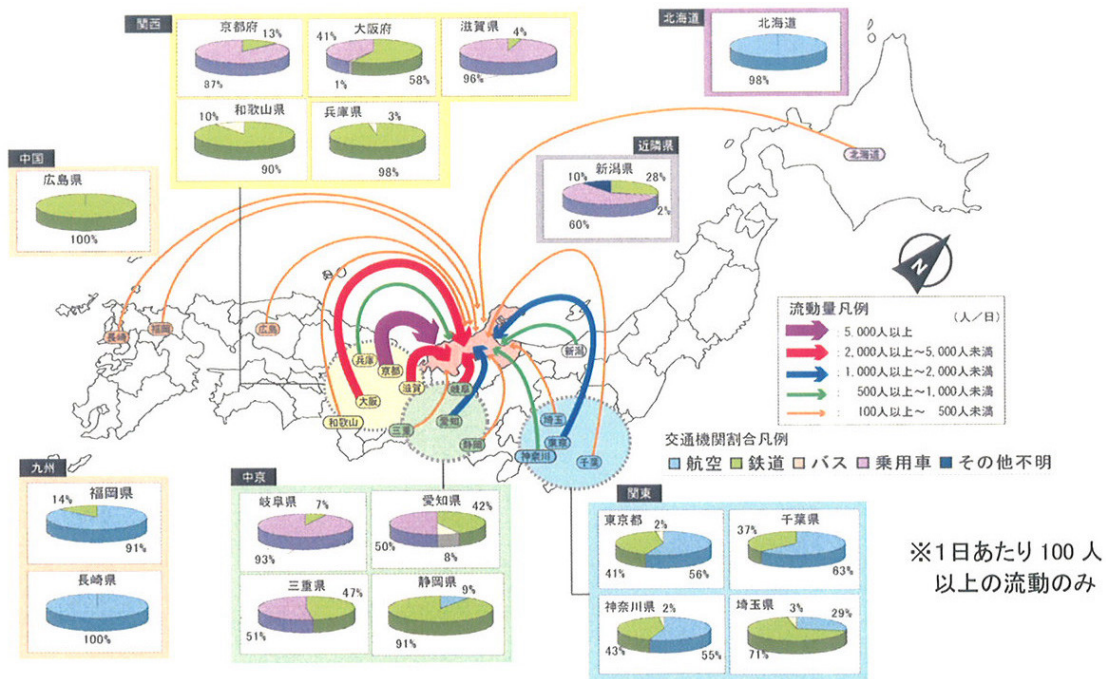 関西
京都府
13%
87%
大阪府
41%
1%
58%
滋賀県
4%
96%
和歌山県
10%
90%
兵庫県
3%
98%
北海道
北海道
98%
北海道
中国
広島県
100%
近隣県
新潟県
10%
28%
2%
60%
N
長崎
福岡
広島
兵庫
京都
滋賀
岐阜
大阪
和歌山
三重
愛知
静岡
新潟
埼玉
東京
神奈川
千葉
流動量凡例
(人/日)
: 5,000人以上
: 2,000人以上~5,000人未満
: 1,000人以上~2,000人未満
: 500人以上~1,000人未満
: 100人以上~ 500人未満
交通機関割合凡例
航空 鉄道 バス 乗用車 その他不明
九州
福岡県
14%
91%
長崎県
100%
中京
岐阜県
7%
93%
愛知県
42%
50%
8%
三重県
47%
51%
静岡県
9%
91%
関東
東京都
2%
41%
56%
千葉県
37%
63%
神奈川県
2%
43%
55%
埼玉県
3%
29%
71%
※1日あたり 100 人
以上の流動のみ